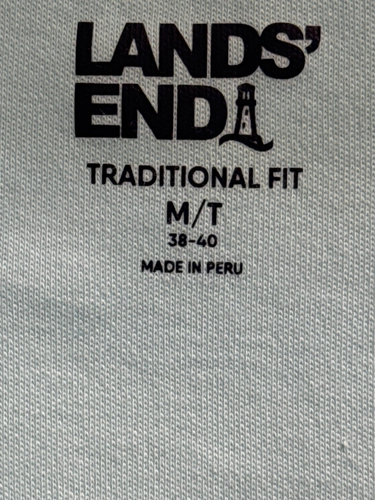 LANDS'
END
TRADITIONAL FIT
M/T
38-40
MADE IN PERU